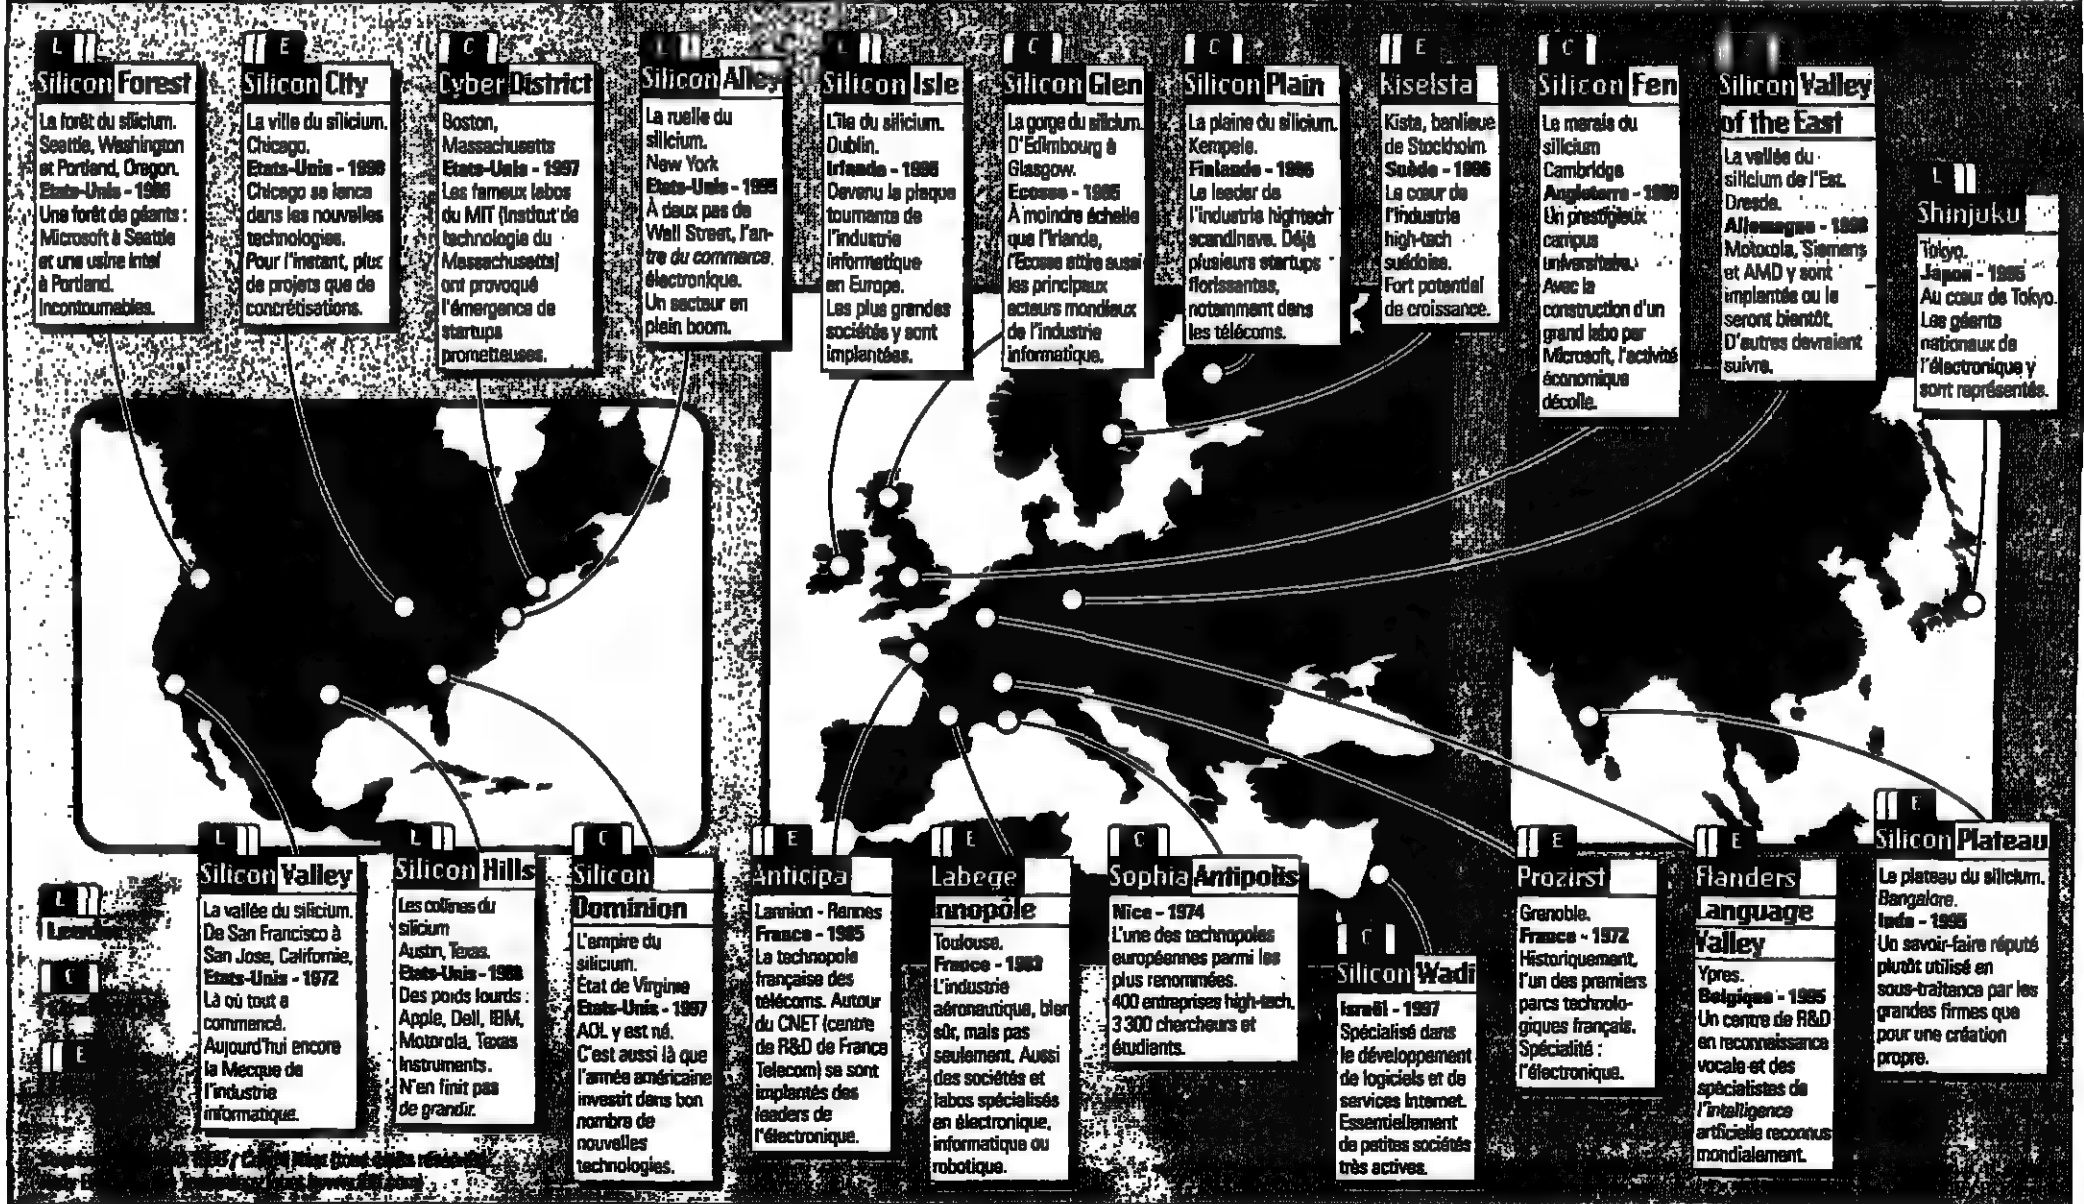 L
Silicon Forest
La forêt du silicium.
Seattle, Washington
et Portland, Oregon.
Etats-Unis - 1986
Une forêt de géants :
Microsoft à Seattle
et une usine Intel
à Portland.
Incontournables.
E
Silicon City
La ville du silicium.
Chicago.
Etats-Unis -
Chicago se lance
dans les nouvelles
technologies.
Pour l'instant, plus
de projets que de
concrétisations.
C
Cyber District
Boston,
Massachusetts
Etats-Unis - 1997
Les fameux labos
du MIT (Institut de
technologie du
Massachusetts)
ont provoqué
l'émergence de
startups
prometteuses.
L
Silicon Alley
La ruelle du
silicium.
New York
Etats-Unis - 1995
À deux pas de
Wall Street, l'an-
tre du commerce
électronique.
Un secteur en
plein boom.
L
Silicon Isle
L'île du silicium.
Dublin.
Irlande - 1995
Devenu la plaque
tournante de
l'industrie
informatique
en Europe.
Les plus grandes
sociétés y sont
implantées.
C
Silicon Glen
La gorge du silicium.
D'Edimbourg à
Glasgow.
Ecosse - 1995
À moindre échelle
que l'Irlande,
l'Ecosse attire aussi
les principaux
acteurs mondiaux
de l'industrie
informatique.
C
Silicon Plain
La plaine du silicium.
Kempele.
Finlande - 1996
Le leader de
l'industrie hightech
scandinave. Déjà
plusieurs startups
florissantes,
notamment dans
les télécoms.
E
Kiselsta
Kista, banlieue
de Stockholm
Suède - 1996
Le cœur de
l'industrie
high-tech
suédoise.
Fort potentiel
de croissance.
C
Silicon Fen
Le marais du
silicium
Cambridge
Angleterre -
Un prestigieux
campus
universitaire.
Avec la
construction d'un
grand labo par
Microsoft, l'activité
économique
décolle.
Silicon Valley
of the East
La vallée du
silicium de l'Est.
Dresde.
Allemagne -
Motorola, Siemens
et AMD y sont
implantés ou le
seront bientôt.
D'autres devraient
suivre.
L
Shinjuku
Tokyo.
Japon - 1995
Au cœur de Tokyo.
Les géants
nationaux de
l'électronique y
sont représentés.
L
Silicon Valley
La vallée du silicium.
De San Francisco à
San Jose, Californie,
Etats-Unis - 1972
Là où tout a
commencé.
Aujourd'hui encore
la Mecque de
l'industrie
informatique.
L
Silicon Hills
Les collines du
silicium
Austin, Texas.
Etats-Unis -
Des poids lourds :
Apple, Dell, IBM,
Motorola, Texas
Instruments.
N'en finit pas
de grandir.
C
Silicon
Dominion
L'empire du
silicium.
État de Virginie
Etats-Unis - 1997
AOL y est né.
C'est aussi là que
l'armée américaine
investit dans bon
nombre de
nouvelles
technologies.
E
Anticipa
Lannion - Rennes
France - 1985
La technopole
française des
télécoms. Autour
du CNET (centre
de R&D de France
Telecom) se sont
implantés des
leaders de
l'électronique.
E
Labege
Innopôle
Toulouse.
France - 1983
L'industrie
aéronautique, bien
sûr, mais pas
seulement. Aussi
des sociétés et
labos spécialisés
en électronique,
informatique ou
robotique.
C
Sophia Antipolis
Nice - 1974
L'une des technopoles
européennes parmi les
plus renommées.
400 entreprises high-tech,
3 300 chercheurs et
étudiants.
C
Silicon Wadi
Israël - 1997
Spécialisé dans
le développement
de logiciels et de
services Internet.
Essentiellement
de petites sociétés
très actives.
E
Prozirst
Grenoble.
France - 1972
Historiquement,
l'un des premiers
parcs technolo-
giques français.
Spécialité :
l'électronique.
E
Flanders
Language
Valley
Ypres.
Belgique - 1995
Un centre de R&D
en reconnaissance
vocale et des
spécialistes de
l'intelligence
artificielle reconnus
mondialement.
E
Silicon Plateau
Le plateau du silicium.
Bangalore.
Inde - 1995
Un savoir-faire réputé
plutôt utilisé en
sous-traitance par les
grandes firmes que
pour une création
propre.
L
Leader
C
E